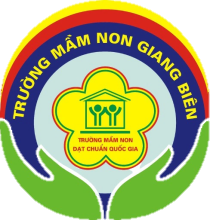 TRƯỜNG MẦM NON GIANG BIÊN
TRƯỜNG MẦM NON
ĐẠT CHUẨN QUỐC GIA